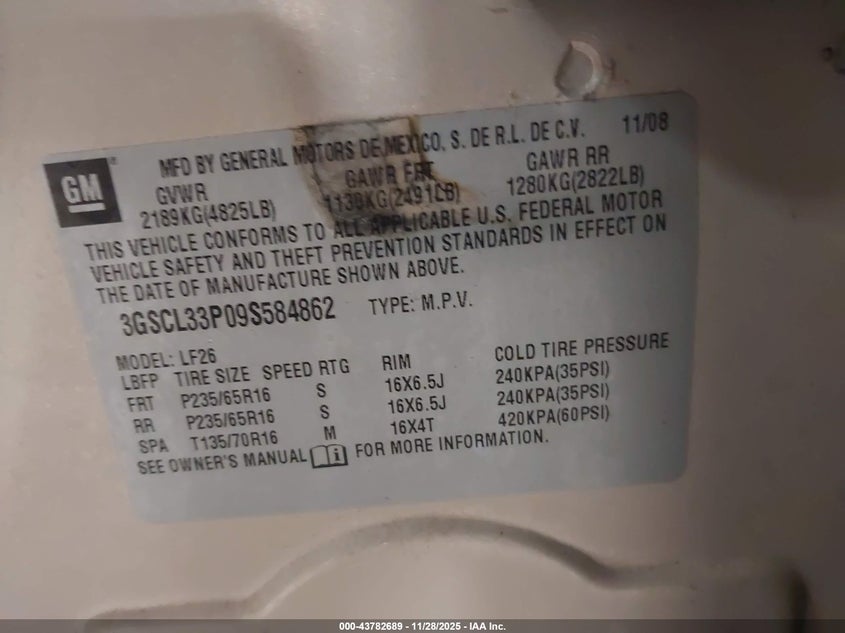 GM
MFD BY GENERAL MOTORS DE MEXICO, S. DE R.L. DE C.V. 11/08
GVWR GAWR FRT GAWR RR
2189KG(4825LB) 1130KG(2491LB) 1280KG(2822LB)
THIS VEHICLE CONFORMS TO ALL APPLICABLE U.S. FEDERAL MOTOR
VEHICLE SAFETY AND THEFT PREVENTION STANDARDS IN EFFECT ON
THE DATE OF MANUFACTURE SHOWN ABOVE.
3GSCL33P09S584862 TYPE: M.P.V.
MODEL: LF26
LBFP TIRE SIZE SPEED RTG RIM COLD TIRE PRESSURE
FRT P235/65R16 S 16X6.5J 240KPA(35PSI)
RR P235/65R16 S 16X6.5J 240KPA(35PSI)
SPA T135/70R16 M 16X4T 420KPA(60PSI)
SEE OWNER'S MANUAL i FOR MORE INFORMATION.
000-43782689 - 11/28/2025 - IAA Inc.